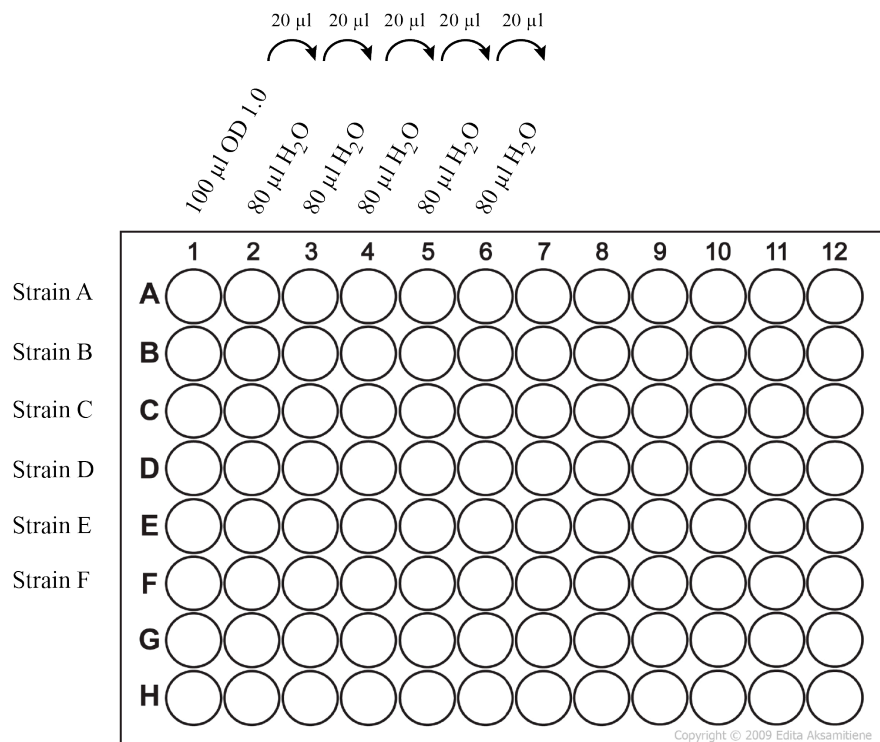 20 µl 20 µl 20 µl 20 µl 20 µl
100 µl OD 1.0
80 µl H₂O
80 µl H₂O
80 µl H₂O
80 µl H₂O
80 µl H₂O
1 2 3 4 5 6 7 8 9 10 11 12
Strain A A
Strain B B
Strain C C
Strain D D
Strain E E
Strain F F
G
H
Copyright © 2009 Edita Aksamitiene